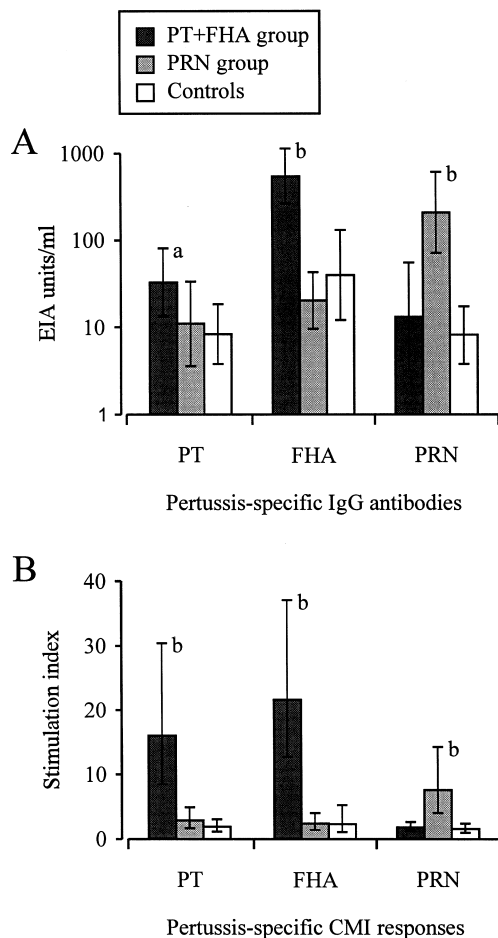 PT+FHA group
PRN group
Controls
A
1000
100
10
1
EIA units/ml
a
b
b
PT FHA PRN
Pertussis-specific IgG antibodies
B
40
30
20
10
0
Stimulation index
b
b
b
PT FHA PRN
Pertussis-specific CMI responses